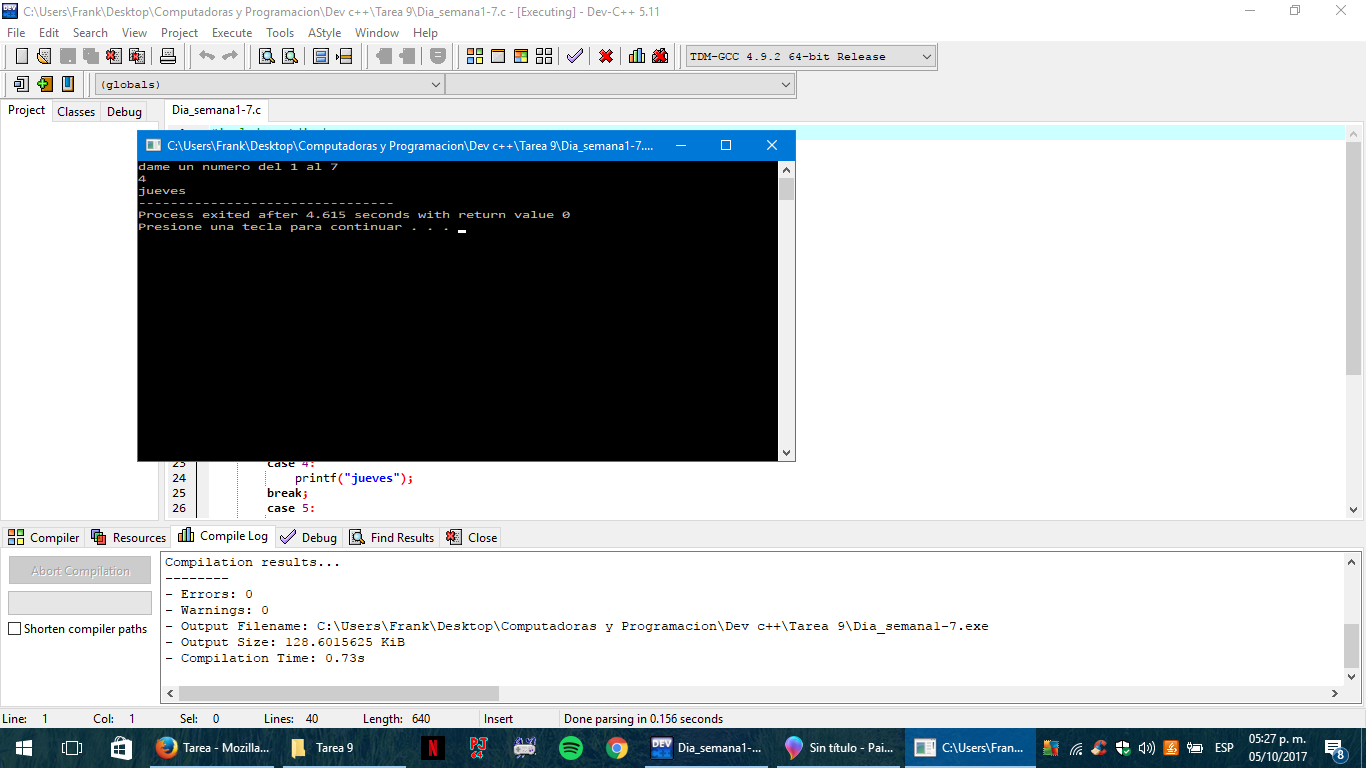 C:\Users\Frank\Desktop\Computadoras y Programacion\Dev c++\Tarea 9\Dia_semana1-7.c - [Executing] - Dev-C++ 5.11
File Edit Search View Project Execute Tools AStyle Window Help
TDM-GCC 4.9.2 64-bit Release
(globals)
Project Classes Debug Dia_semana1-7.c
C:\Users\Frank\Desktop\Computadoras y Programacion\Dev c++\Tarea 9\Dia_semana1-7....
dame un numero del 1 al 7
4
jueves
--------------------------------
Process exited after 4.615 seconds with return value 0
Presione una tecla para continuar . . .
23 case 4:
24 printf("jueves");
25 break;
26 case 5:
Compiler Resources Compile Log Debug Find Results Close
Abort Compilation
Shorten compiler paths
Compilation results...
--------
- Errors: 0
- Warnings: 0
- Output Filename: C:\Users\Frank\Desktop\Computadoras y Programacion\Dev c++\Tarea 9\Dia_semana1-7.exe
- Output Size: 128.6015625 KiB
- Compilation Time: 0.73s
Line: 1 Col: 1 Sel: 0 Lines: 40 Length: 640 Insert Done parsing in 0.156 seconds
Tarea - Mozilla... Tarea 9 N PJ 64 DEV Dia_semana1-... Sin título - Pai... C:\Users\Fran... ESP 05:27 p. m.
05/10/2017 8